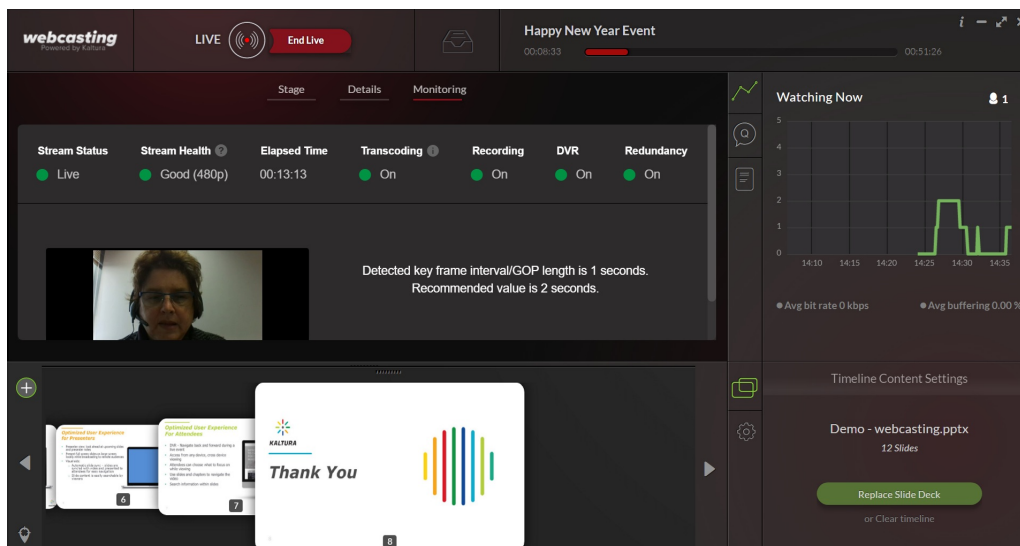 webcasting
Powered by Kaltura
LIVE
End Live
Happy New Year Event
00:08:33
00:51:26
Stage
Details
Monitoring
Stream Status
Stream Health
Elapsed Time
Transcoding
Recording
DVR
Redundancy
Live
Good (480p)
00:13:13
On
On
On
On
Detected key frame interval/GOP length is 1 seconds.
Recommended value is 2 seconds.
Watching Now
1
5
4
3
2
1
0
14:10
14:15
14:20
14:25
14:30
14:35
Avg bit rate 0 kbps
Avg buffering 0.00 %
Optimized User Experience
for Presenters
6
Optimized User Experience
For Attendees
7
KALTURA
Thank You
8
Timeline Content Settings
Demo - webcasting.pptx
12 Slides
Replace Slide Deck
or Clear timeline